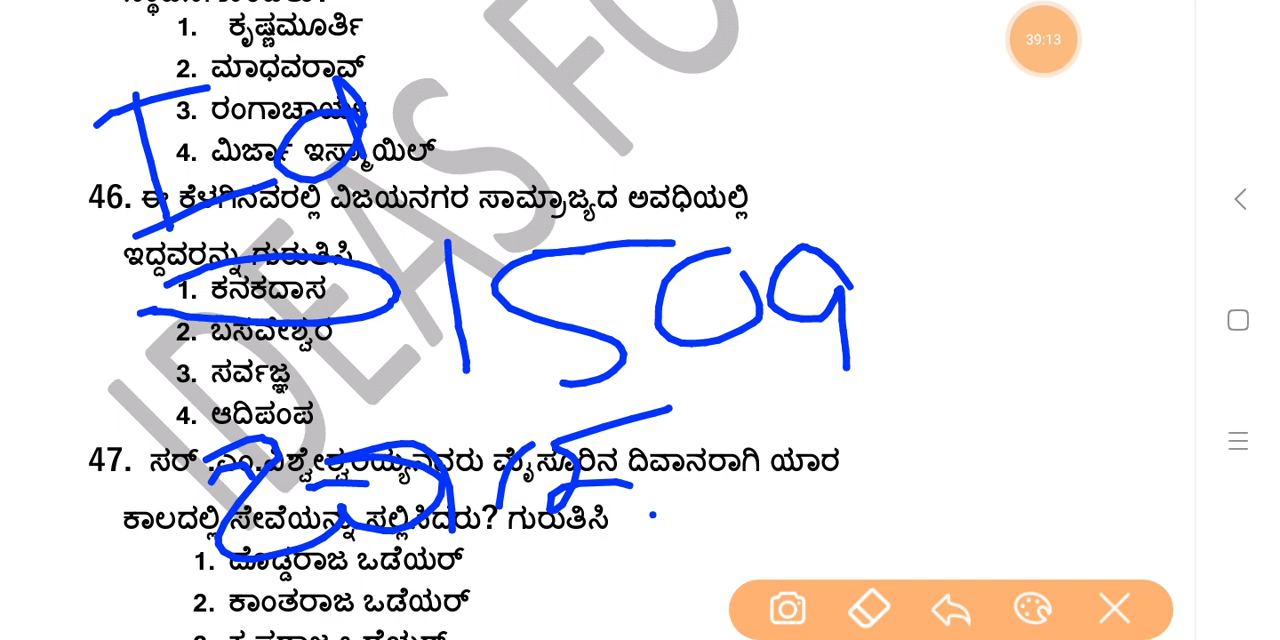 39:13
1. ಕೃಷ್ಣಮೂರ್ತಿ
2. ಮಾಧವರಾವ್
3. ರಂಗಾಚಾರ್ಯ
4. ಮಿರ್ಜಾ ಇಸ್ಮಾಯಿಲ್
46. ಈ ಕೆಳಗಿನವರಲ್ಲಿ ವಿಜಯನಗರ ಸಾಮ್ರಾಜ್ಯದ ಅವಧಿಯಲ್ಲಿ
ಇದ್ದವರನ್ನು ಗುರುತಿಸಿ
1. ಕನಕದಾಸ
1509
2. ಬಸವೇಶ್ವರ
3. ಸರ್ವಜ್ಞ
4. ಆದಿಪಂಪ
47. ಸರ್ .ಎಂ.ವಿಶ್ವೇಶ್ವರಯ್ಯನವರು ಮೈಸೂರಿನ ದಿವಾನರಾಗಿ ಯಾರ
ಕಾಲದಲ್ಲಿ ಸೇವೆಯನ್ನು ಸಲ್ಲಿಸಿದರು? ಗುರುತಿಸಿ
1. ದೊಡ್ಡರಾಜ ಒಡೆಯರ್
2. ಕಾಂತರಾಜ ಒಡೆಯರ್
IDEAS FO